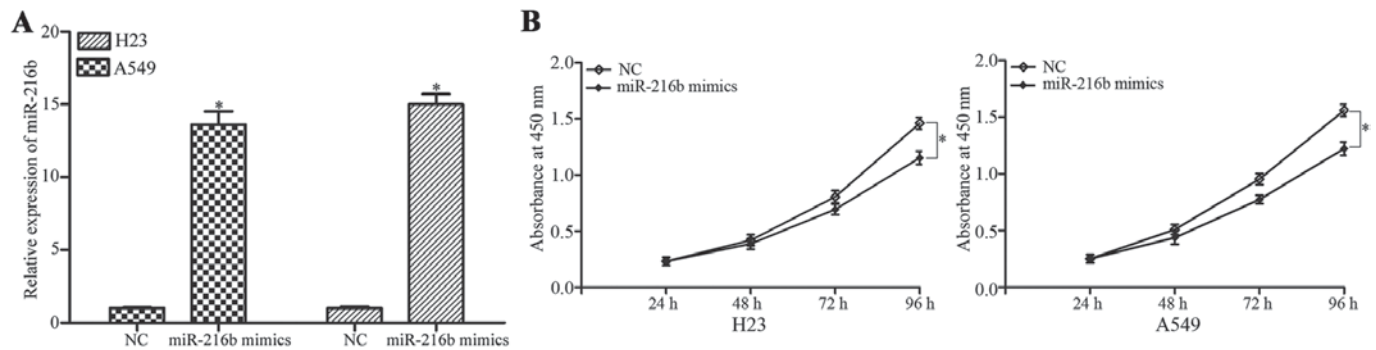 A
Relative expression of miR-216b
20
15
10
5
0
H23
A549
*
*
NC
miR-216b mimics
NC
miR-216b mimics
B
Absorbance at 450 nm
2.0
1.5
1.0
0.5
0.0
NC
miR-216b mimics
*
24 h
48 h
72 h
96 h
H23
Absorbance at 450 nm
2.0
1.5
1.0
0.5
0.0
NC
miR-216b mimics
*
24 h
48 h
72 h
96 h
A549